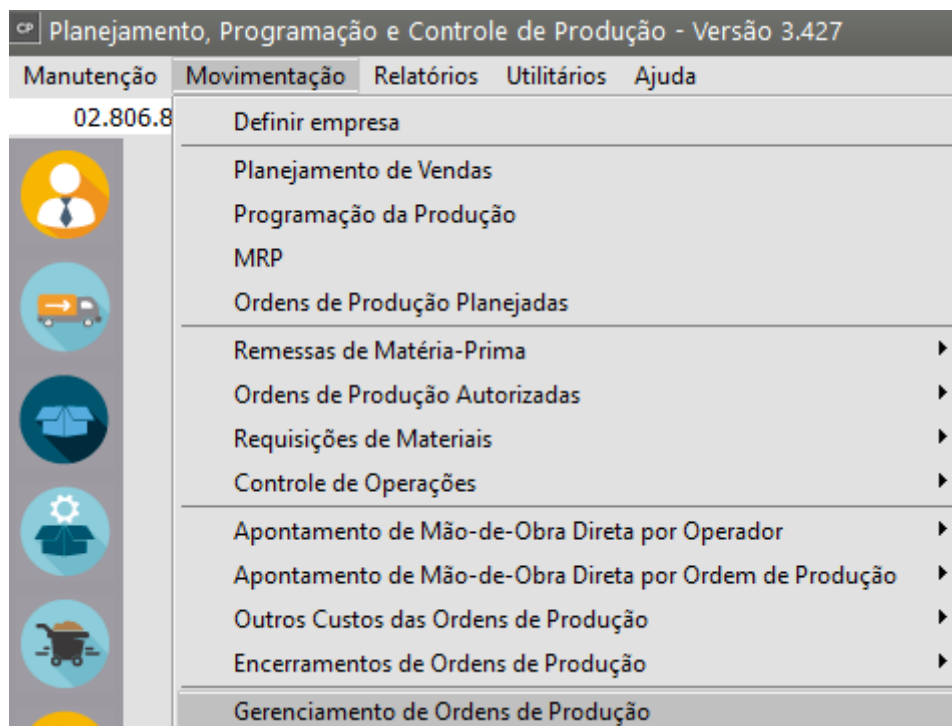 CP Planejamento, Programação e Controle de Produção - Versão 3.427
Manutenção Movimentação Relatórios Utilitários Ajuda
02.806.8
Definir empresa
Planejamento de Vendas
Programação da Produção
MRP
Ordens de Produção Planejadas
Remessas de Matéria-Prima
Ordens de Produção Autorizadas
Requisições de Materiais
Controle de Operações
Apontamento de Mão-de-Obra Direta por Operador
Apontamento de Mão-de-Obra Direta por Ordem de Produção
Outros Custos das Ordens de Produção
Encerramentos de Ordens de Produção
Gerenciamento de Ordens de Produção